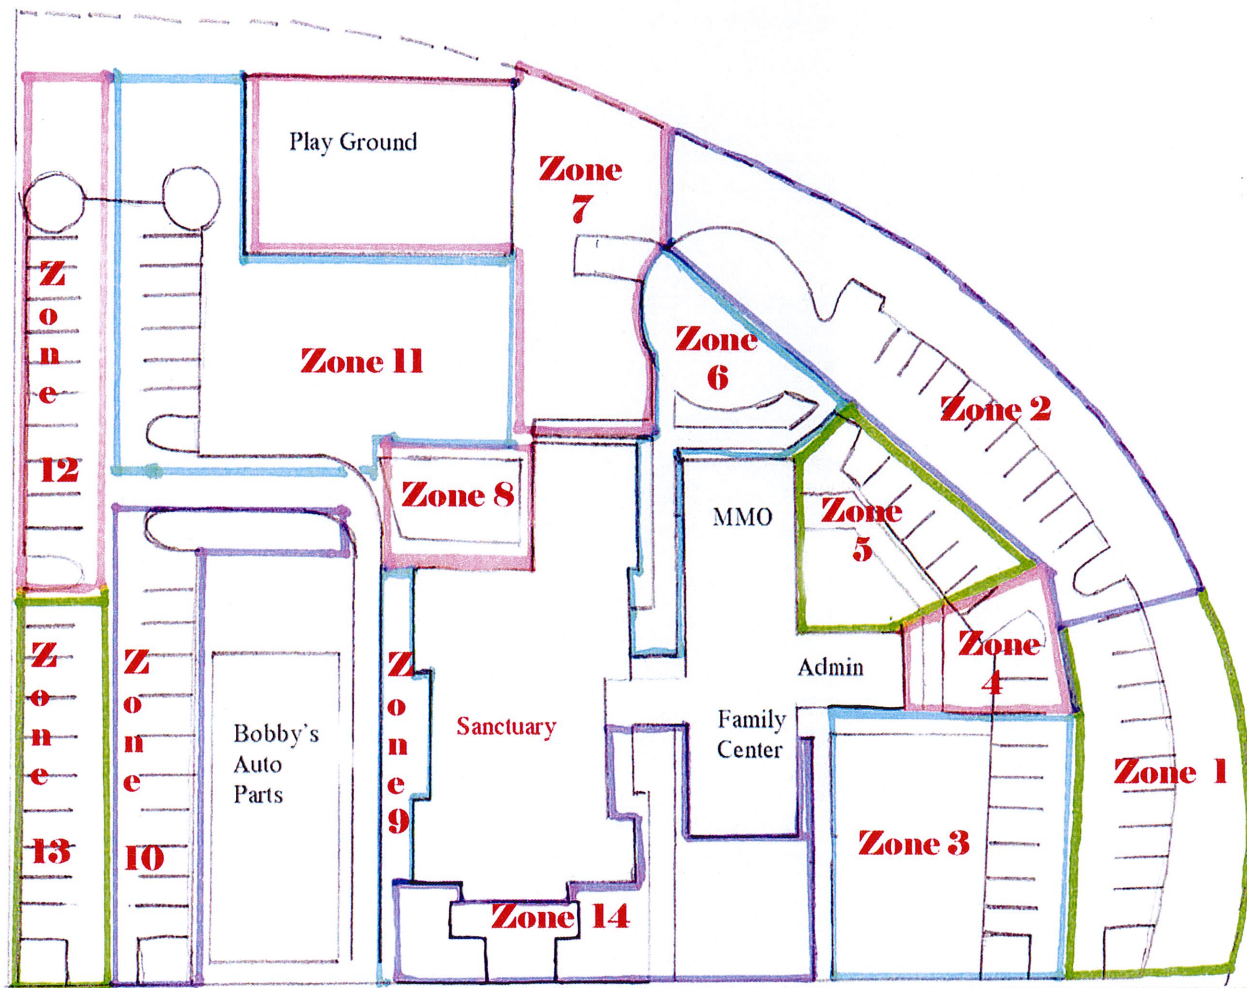 Play Ground
Zone
7
Zone
12
Zone 11
Zone
6
Zone 2
Zone 8
MMO
Zone
5
Zone
13
Zone
10
Zone
9
Admin
Zone
4
Bobby's
Auto
Parts
Sanctuary
Family
Center
Zone 1
Zone 3
Zone 14